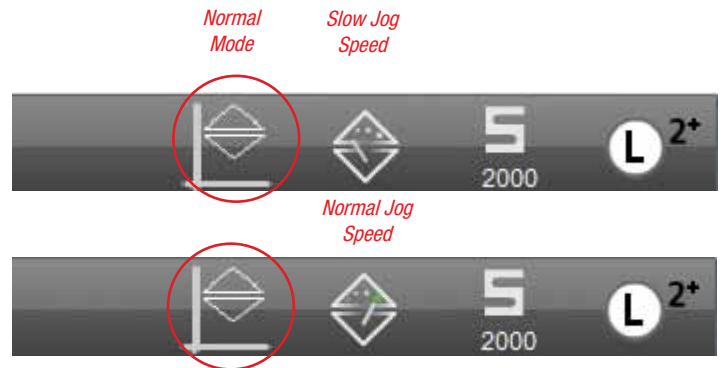 Normal
Mode
Slow Jog
Speed
S
2000
L 2+
Normal Jog
Speed
S
2000
L 2+